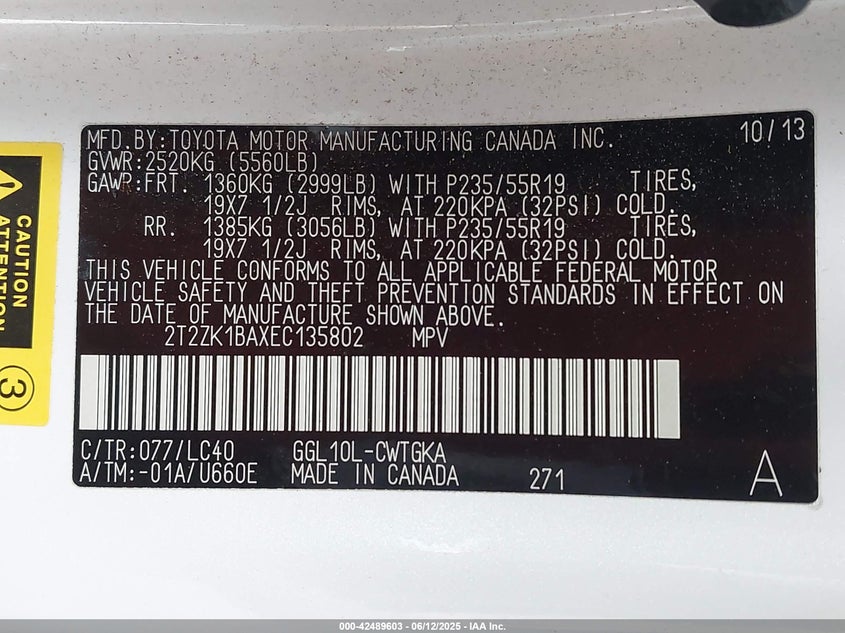 MFD.BY:TOYOTA MOTOR MANUFACTURING CANADA INC. 10/13
GVWR:2520KG (5560LB)
GAWP:FRT. 1360KG (2999LB) WITH P235/55R19 TIRES,
19X7 1/2J RIMS, AT 220KPA (32PSI) COLD.
RR. 1385KG (3056LB) WITH P235/55R19 TIRES,
19X7 1/2J RIMS, AT 220KPA (32PSI) COLD.
THIS VEHICLE CONFORMS TO ALL APPLICABLE FEDERAL MOTOR
VEHICLE SAFETY AND THEFT PREVENTION STANDARDS IN EFFECT ON
THE DATE OF MANUFACTURE SHOWN ABOVE.
2T2ZK1BAXEC135802 MPV
C/TR:077/LC40 GGL10L-CWTGKA
A/TM:-01A/U660E MADE IN CANADA 271 A
CAUTION
ATTENTION
3
000-42489603 - 06/12/2025 - IAA Inc.